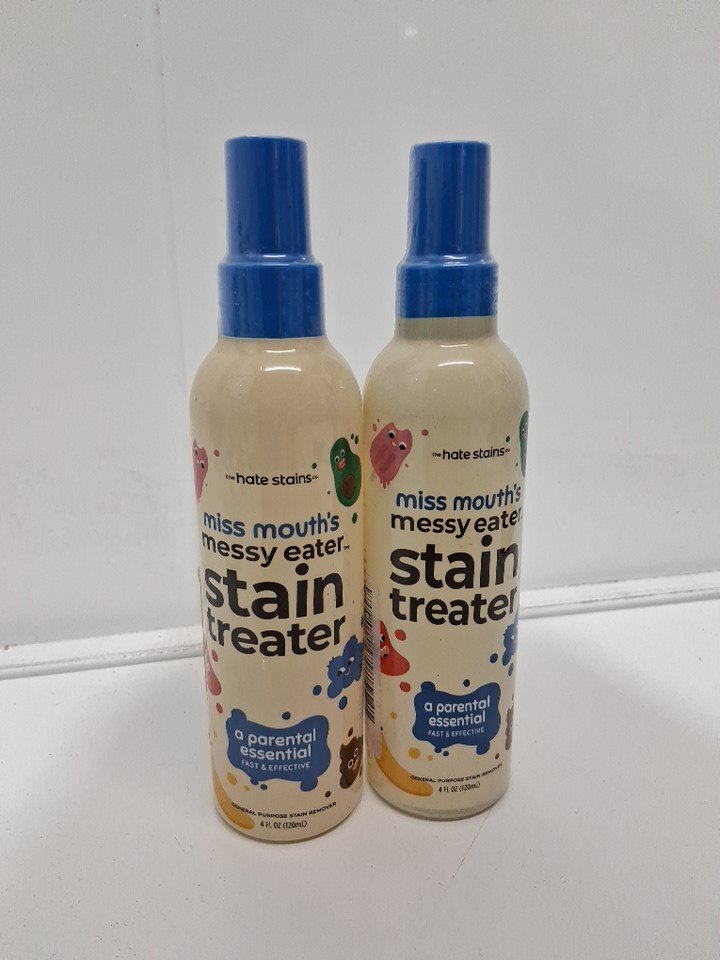 the hate stains co.
miss mouth's
messy eater™
stain
treater
a parental
essential
FAST & EFFECTIVE
GENERAL PURPOSE STAIN REMOVER
4 FL OZ (120mL)
the hate stains co.
miss mouth's
messy eater
stain
treater
a parental
essential
FAST & EFFECTIVE
GENERAL PURPOSE STAIN REMOVER
4 FL OZ (120mL)